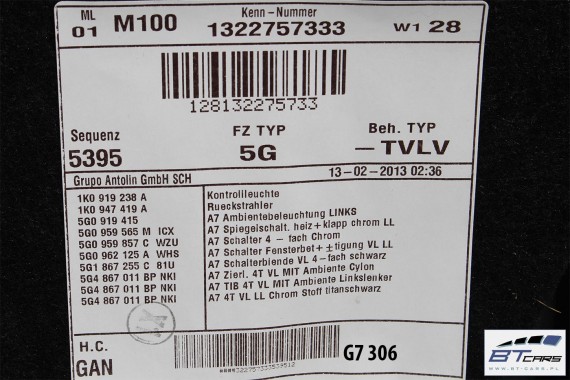 ML
01 M100
Kenn-Nummer
1322757333
W1 28
128132275733
Sequenz
5395
FZ TYP
5G
Beh. TYP
– TVLV
Grupo Antolin GmbH SCH
13-02-2013 02:36
1K0 919 238 A Kontrolleuchte
1K0 947 419 A Rueckstrahler
5G0 919 415 A7 Ambientebeleuchtung LINKS
5G0 959 565 M ICX A7 Spiegelschalt. heiz+klapp chrom LL
5G0 959 857 C WZU A7 Schalter 4 - fach Chrom
5G0 962 125 A WHS A7 Schalter Fensterbet+ ±tigung VL LL
5G1 867 255 C 81U A7 Schalterblende VL 4-fach schwarz
5G4 867 011 BP NKI A7 Zierl. 4T VL MIT Ambiente Cylon
5G4 867 011 BP NKI A7 TIB 4T VL MIT Ambiente Linkslenker
5G4 867 011 BP NKI A7 4T VL LL Chrom Stoff titanschwarz
H.C.
GAN
G7 306
BTcars
WWW.BT-CARS.PL